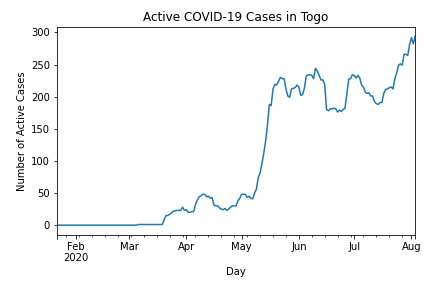 Active COVID-19 Cases in Togo
Number of Active Cases
300
250
200
150
100
50
0
Feb Mar Apr May Jun Jul Aug
2020
Day